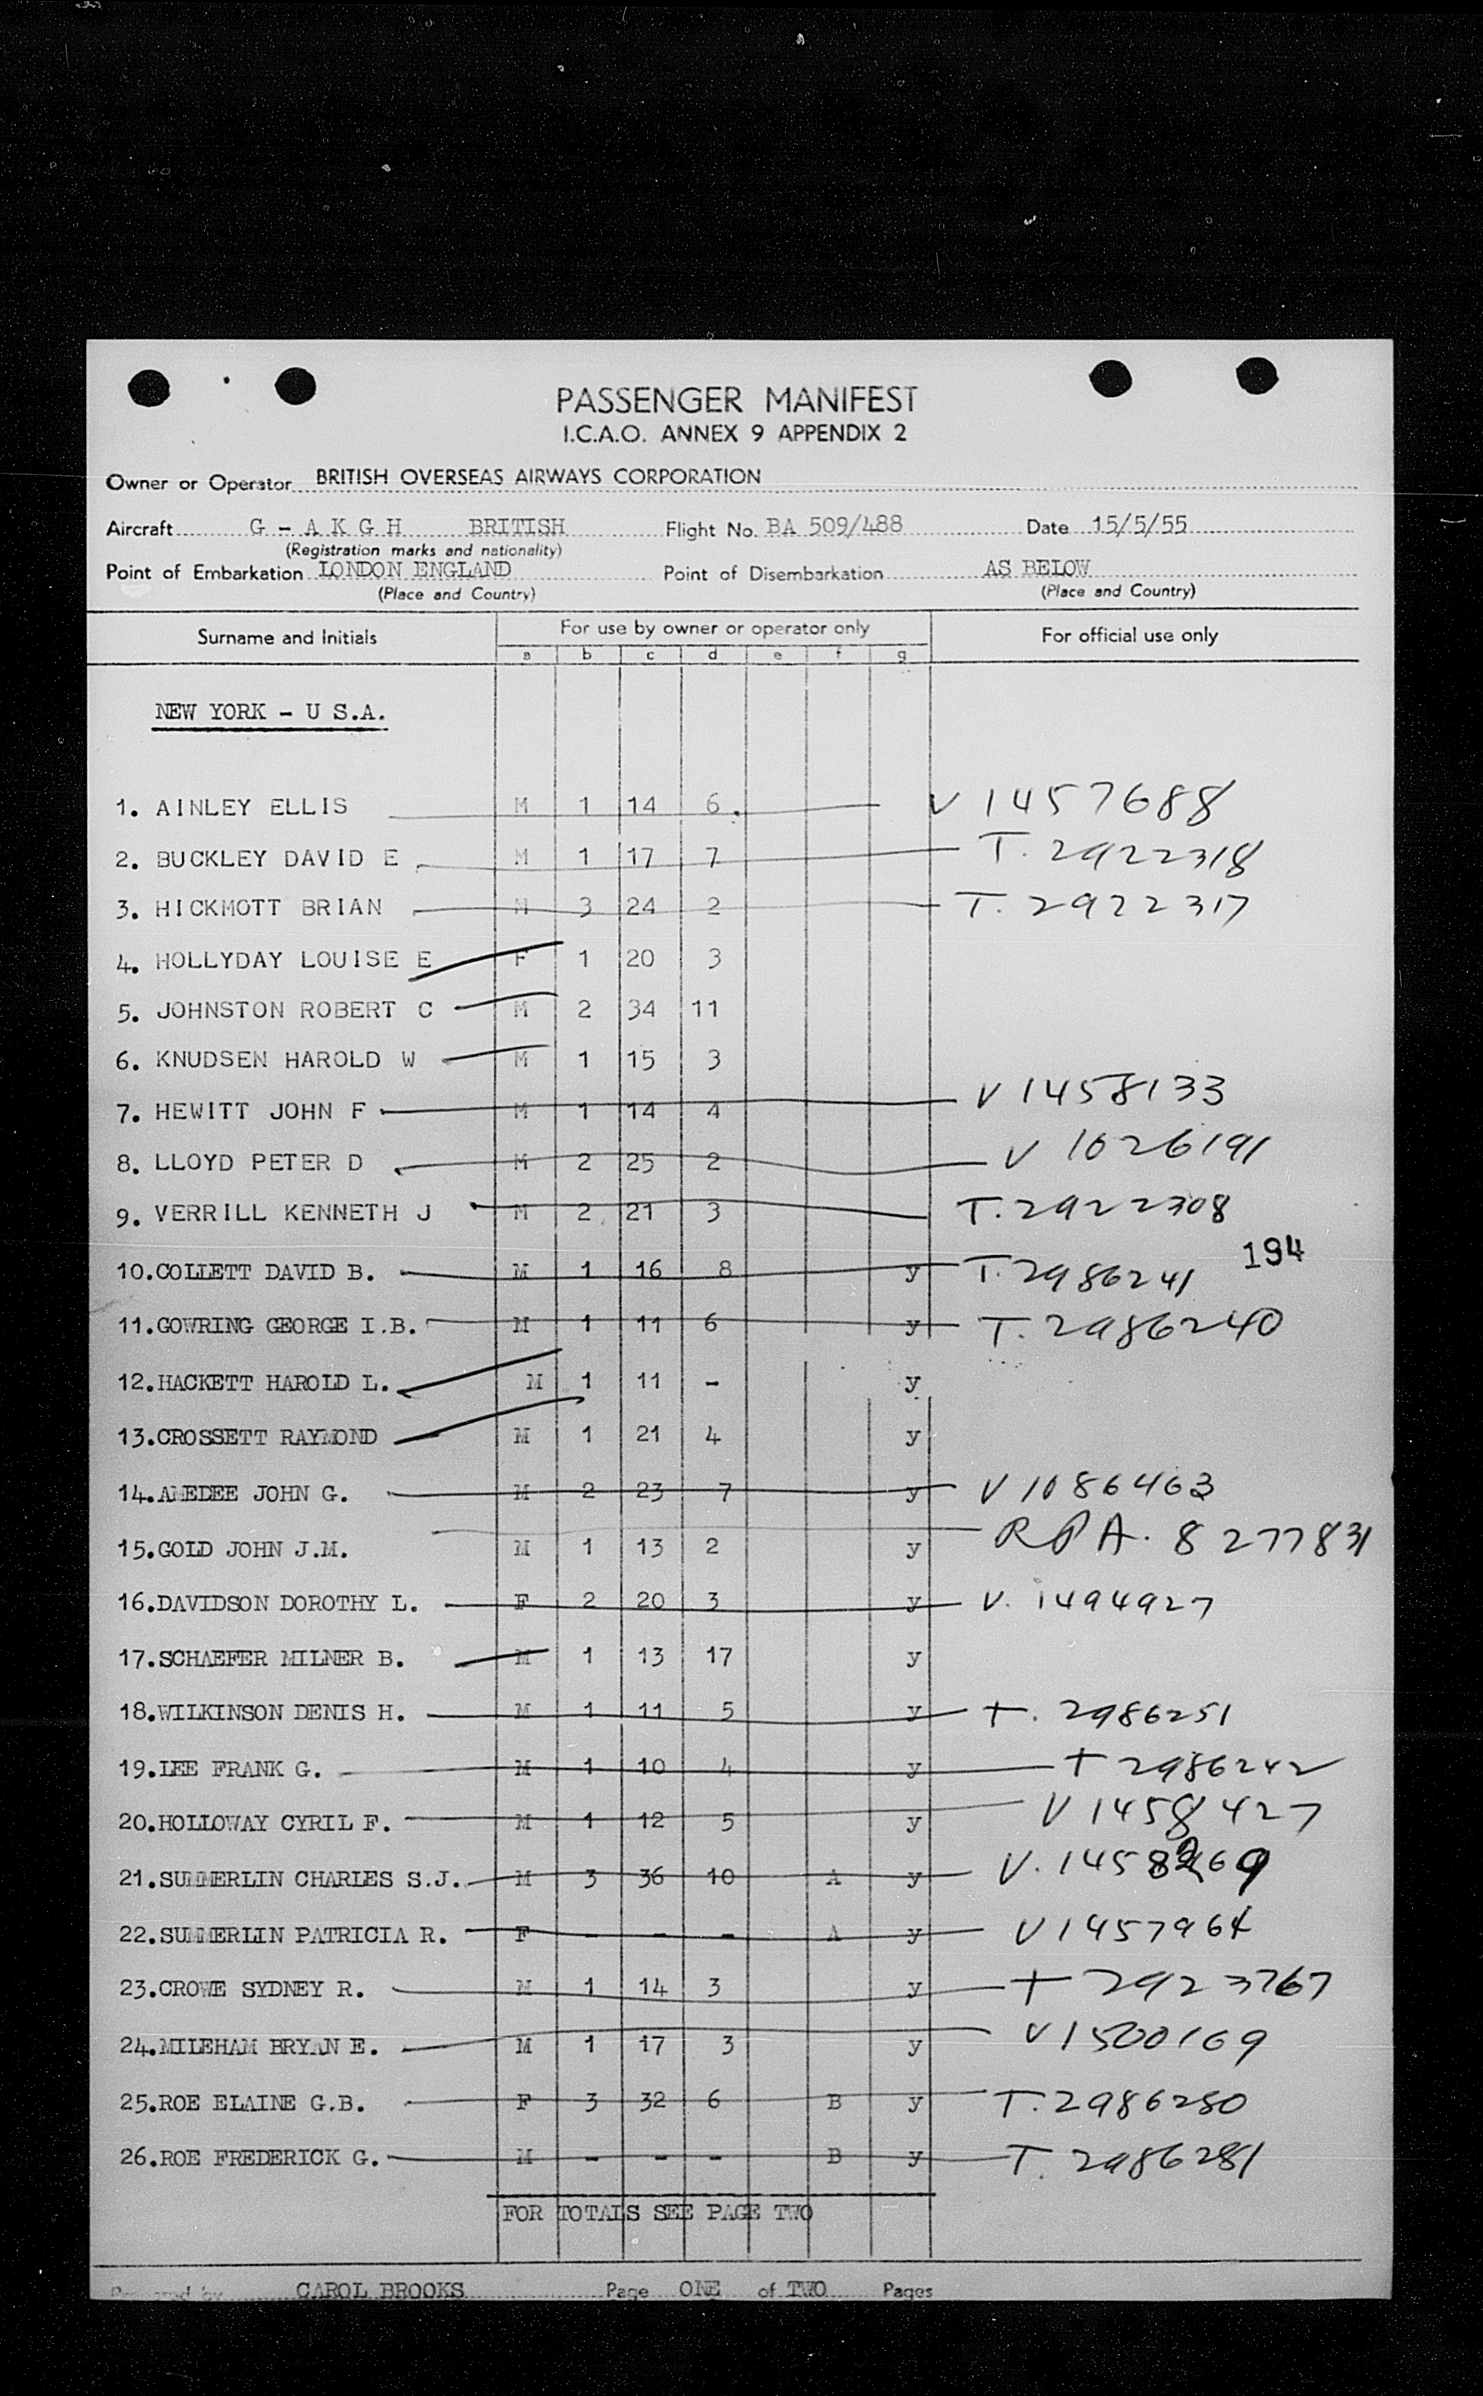 PASSENGER MANIFEST
I.C.A.O. ANNEX 9 APPENDIX 2
Owner or Operator BRITISH OVERSEAS AIRWAYS CORPORATION
Aircraft G - A K G H BRITISH Flight No. BA 509/488 Date 15/5/55
(Registration marks and nationality)
Point of Embarkation LONDON ENGLAND Point of Disembarkation AS BELOW
(Place and Country) (Place and Country)
Surname and Initials For use by owner or operator only For official use only
a b c d e f g
NEW YORK - U S.A.
1. AINLEY ELLIS M 1 14 6. V 1457688
2. BUCKLEY DAVID E M 1 17 7 T. 2922318
3. HICKMOTT BRIAN M 3 24 2 T. 2922317
4. HOLLYDAY LOUISE E F 1 20 3
5. JOHNSTON ROBERT C M 2 34 11
6. KNUDSEN HAROLD W M 1 15 3
7. HEWITT JOHN F M 1 14 4 V 1458133
8. LLOYD PETER D M 2 25 2 V 1026191
9. VERRILL KENNETH J M 2 21 3 T. 2922308
194
10. COLLETT DAVID B. M 1 16 8 y T. 2986241
11. GOWRING GEORGE I.B. M 1 11 6 y T. 2986240
12. HACKETT HAROLD L. M 1 11 - y
13. CROSSETT RAYMOND M 1 21 4 y
14. AMEDEE JOHN G. M 2 23 7 y V 1086463
15. GOLD JOHN J.M. M 1 13 2 y RPA. 8277831
16. DAVIDSON DOROTHY L. F 2 20 3 y V. 1494927
17. SCHAEFER MILNER B. M 1 13 17 y
18. WILKINSON DENIS H. M 1 11 5 y T. 2986251
19. LEE FRANK G. M 1 10 4 y T 2986242
20. HOLLOWAY CYRIL F. M 1 12 5 y V 1458427
21. SUMMERLIN CHARLES S.J. M 3 36 10 A y V.
22. SUMMERLIN PATRICIA R. F - - - A y V 1457964
23. CROWE SYDNEY R. M 1 14 3 y T 2923767
24. MILEHAM BRYAN E. M 1 17 3 y V 1500169
25. ROE ELAINE G.B. F 3 32 6 B y T. 2986280
26. ROE FREDERICK G. M - - - B y T. 2986281
FOR TOTALS SEE PAGE TWO
CAROL BROOKS Page ONE of TWO Pages